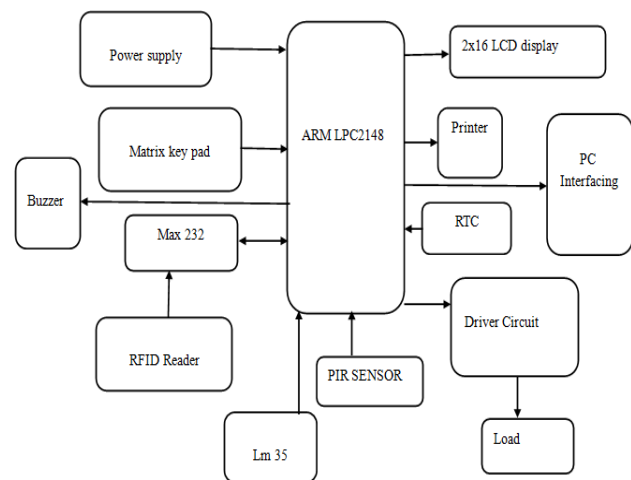 Power supply
2x16 LCD display
ARM LPC2148
Printer
Matrix key pad
PC
Interfacing
Buzzer
Max 232
RTC
Driver Circuit
RFID Reader
PIR SENSOR
Load
Lm 35